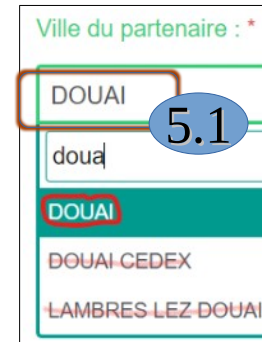 Ville du partenaire : *
DOUAI
5.1
doua
DOUAI
DOUAI CEDEX
LAMBRES LEZ DOUAI